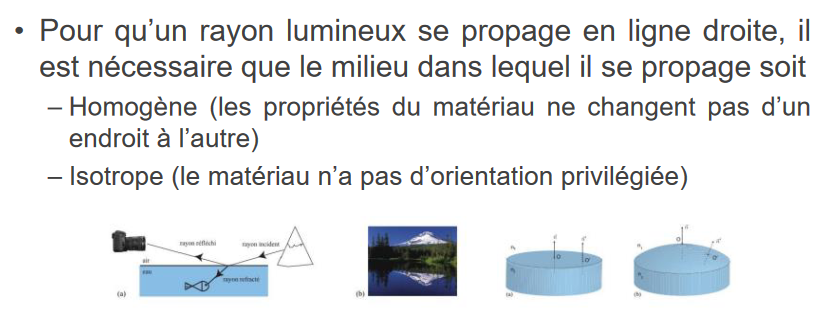 • Pour qu’un rayon lumineux se propage en ligne droite, il
est nécessaire que le milieu dans lequel il se propage soit
– Homogène (les propriétés du matériau ne changent pas d’un
endroit à l’autre)
– Isotrope (le matériau n’a pas d’orientation privilégiée)
rayon réfléchi
rayon incident
air
eau
rayon réfracté
(a)
(b)
(a)
(b)